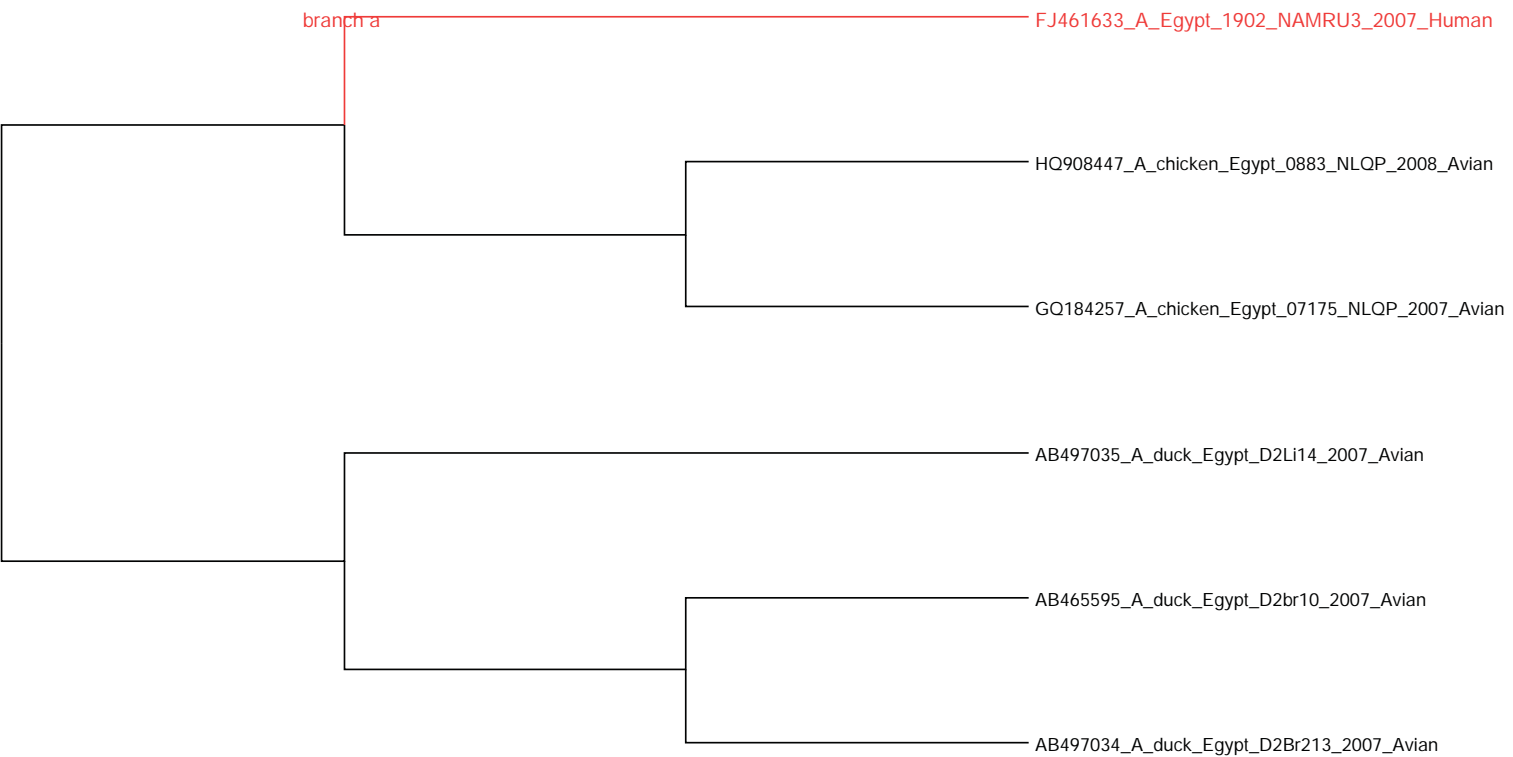 branch a
FJ461633_A_Egypt_1902_NAMRU3_2007_Human
HQ908447_A_chicken_Egypt_0883_NLQP_2008_Avian
GQ184257_A_chicken_Egypt_07175_NLQP_2007_Avian
AB497035_A_duck_Egypt_D2Li14_2007_Avian
AB465595_A_duck_Egypt_D2br10_2007_Avian
AB497034_A_duck_Egypt_D2Br213_2007_Avian